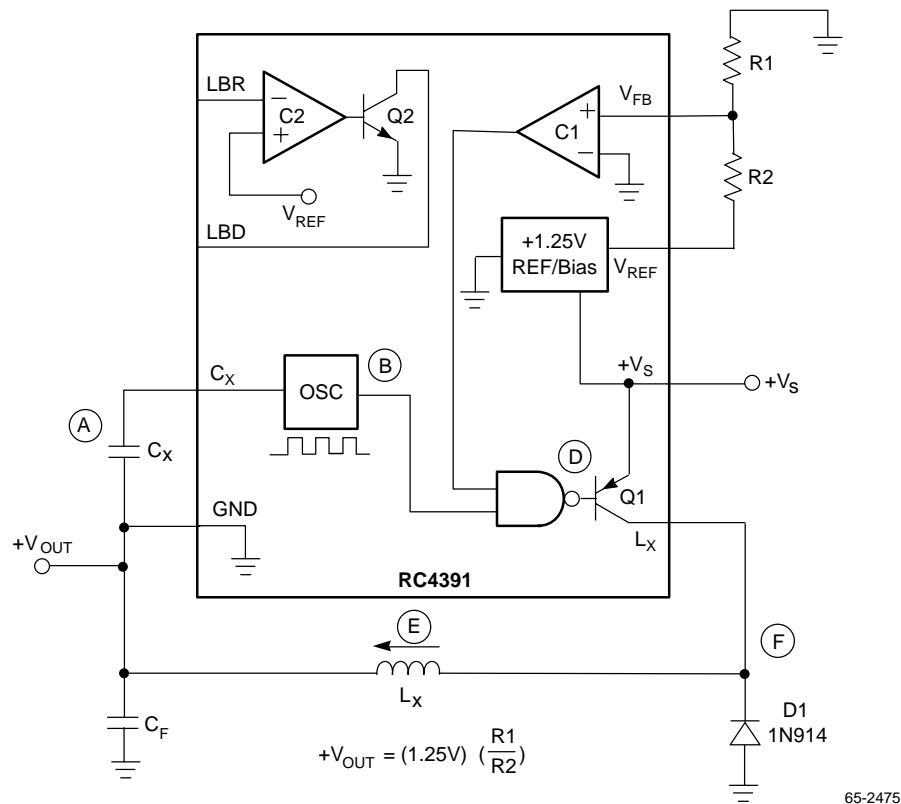 LBR
C2
−
+
Q2
V_REF
LBD
V_FB
+
C1
−
R1
R2
+1.25V
REF/Bias
V_REF
+V_S
+V_S
C_X
OSC
B
A
C_X
D
Q1
L_X
GND
+V_OUT
RC4391
E
F
L_X
C_F
D1
1N914
+V_OUT = (1.25V) (R1/R2)
65-2475